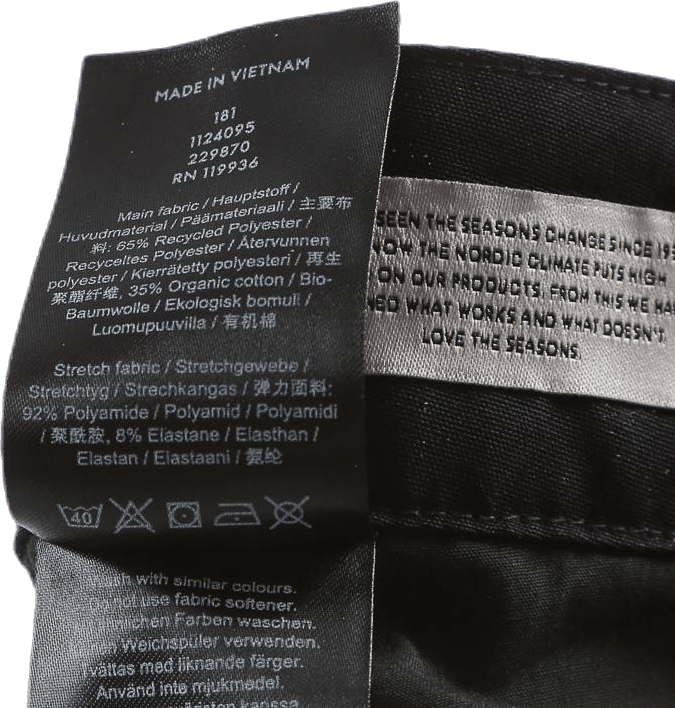 MADE IN VIETNAM
181
1124095
229870
RN 119936
Main fabric / Hauptstoff /
Huvudmaterial / Päämateriaali / 主要布
料: 65% Recycled Polyester /
Recyceltes Polyester / Återvunnen
polyester / Kierrätetty polyesteri / 再生
聚酯纤维, 35% Organic cotton / Bio-
Baumwolle / Ekologisk bomull /
Luomupuuvilla / 有机棉
Stretch fabric / Stretchgewebe /
Stretchtyg / Strechkangas / 弹力面料:
92% Polyamide / Polyamid / Polyamidi
/ 聚酰胺, 8% Elastane / Elasthan /
Elastan / Elastaani / 氨纶
40
with similar colours.
not use fabric softener.
Farben waschen.
Weichspüler verwenden.
med liknande färger.
Använd inte mjukmedel.
SEEN THE SEASONS CHANGE SINCE
THE NORDIC CLIMATE PUTS HIGH
ON OUR PRODUCTS. FROM THIS WE
WHAT WORKS AND WHAT DOESN'T.
LOVE THE SEASONS.